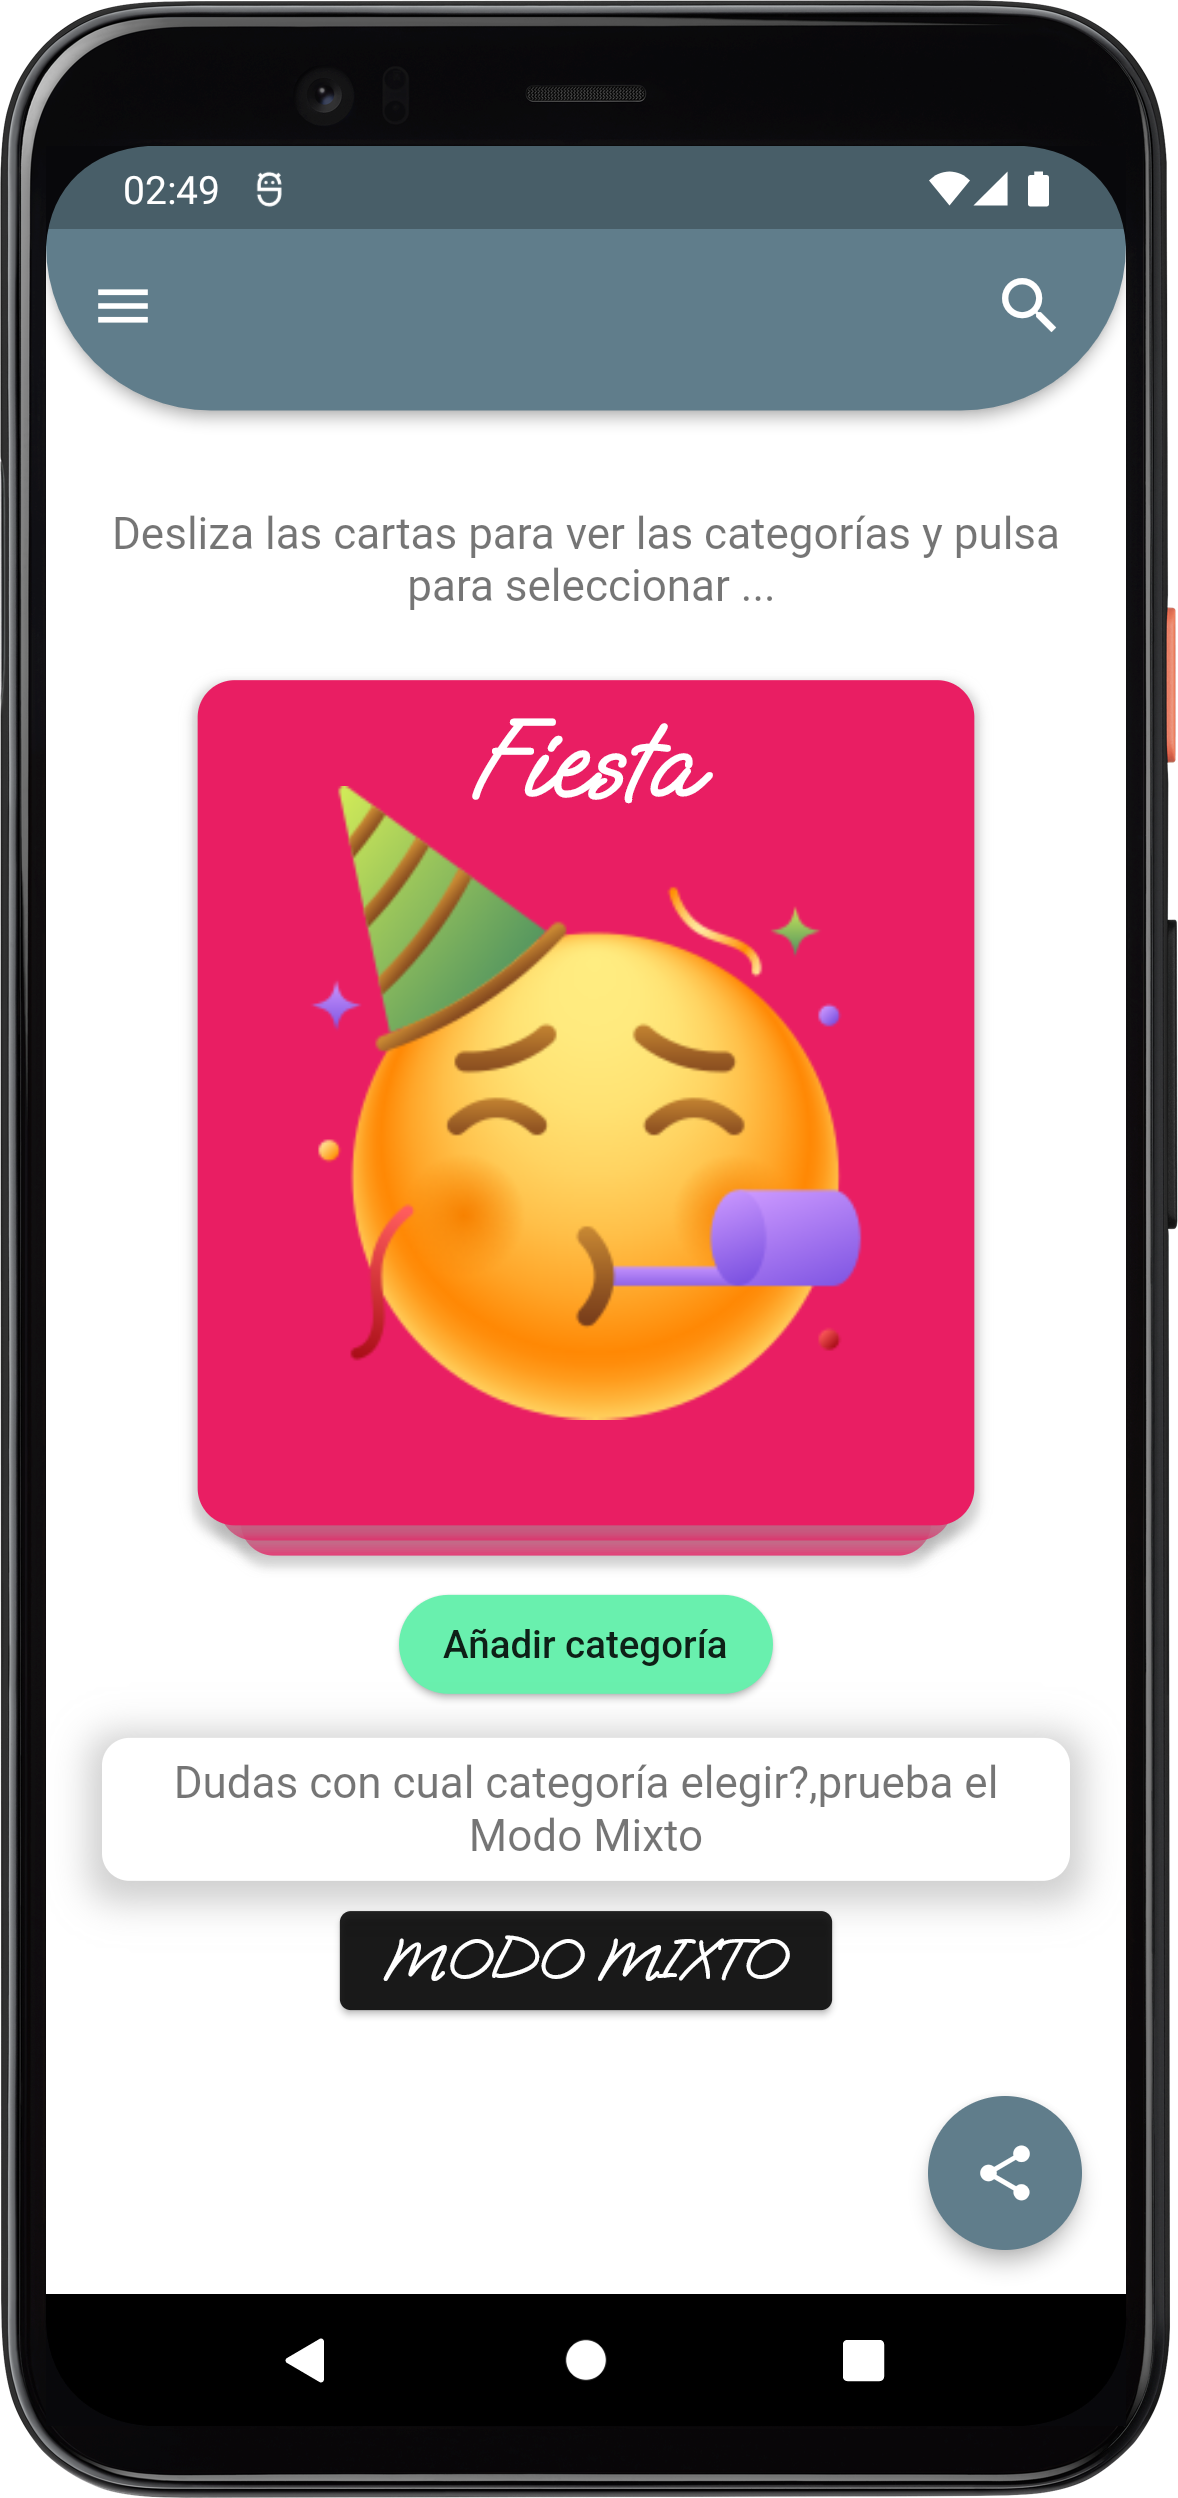 02:49
Desliza las cartas para ver las categorías y pulsa
para seleccionar ...
Fiesta
Añadir categoría
Dudas con cual categoría elegir?,prueba el
Modo Mixto
MODO MIXTO